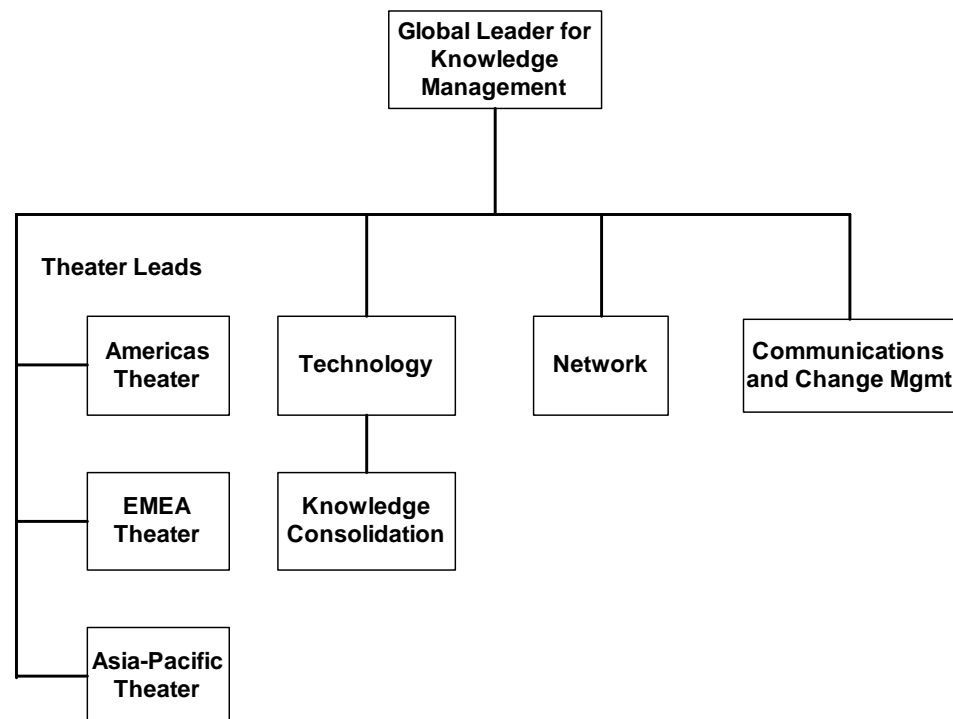 Global Leader for
Knowledge
Management
Theater Leads
Americas
Theater
Technology
Network
Communications
and Change Mgmt
EMEA
Theater
Knowledge
Consolidation
Asia-Pacific
Theater